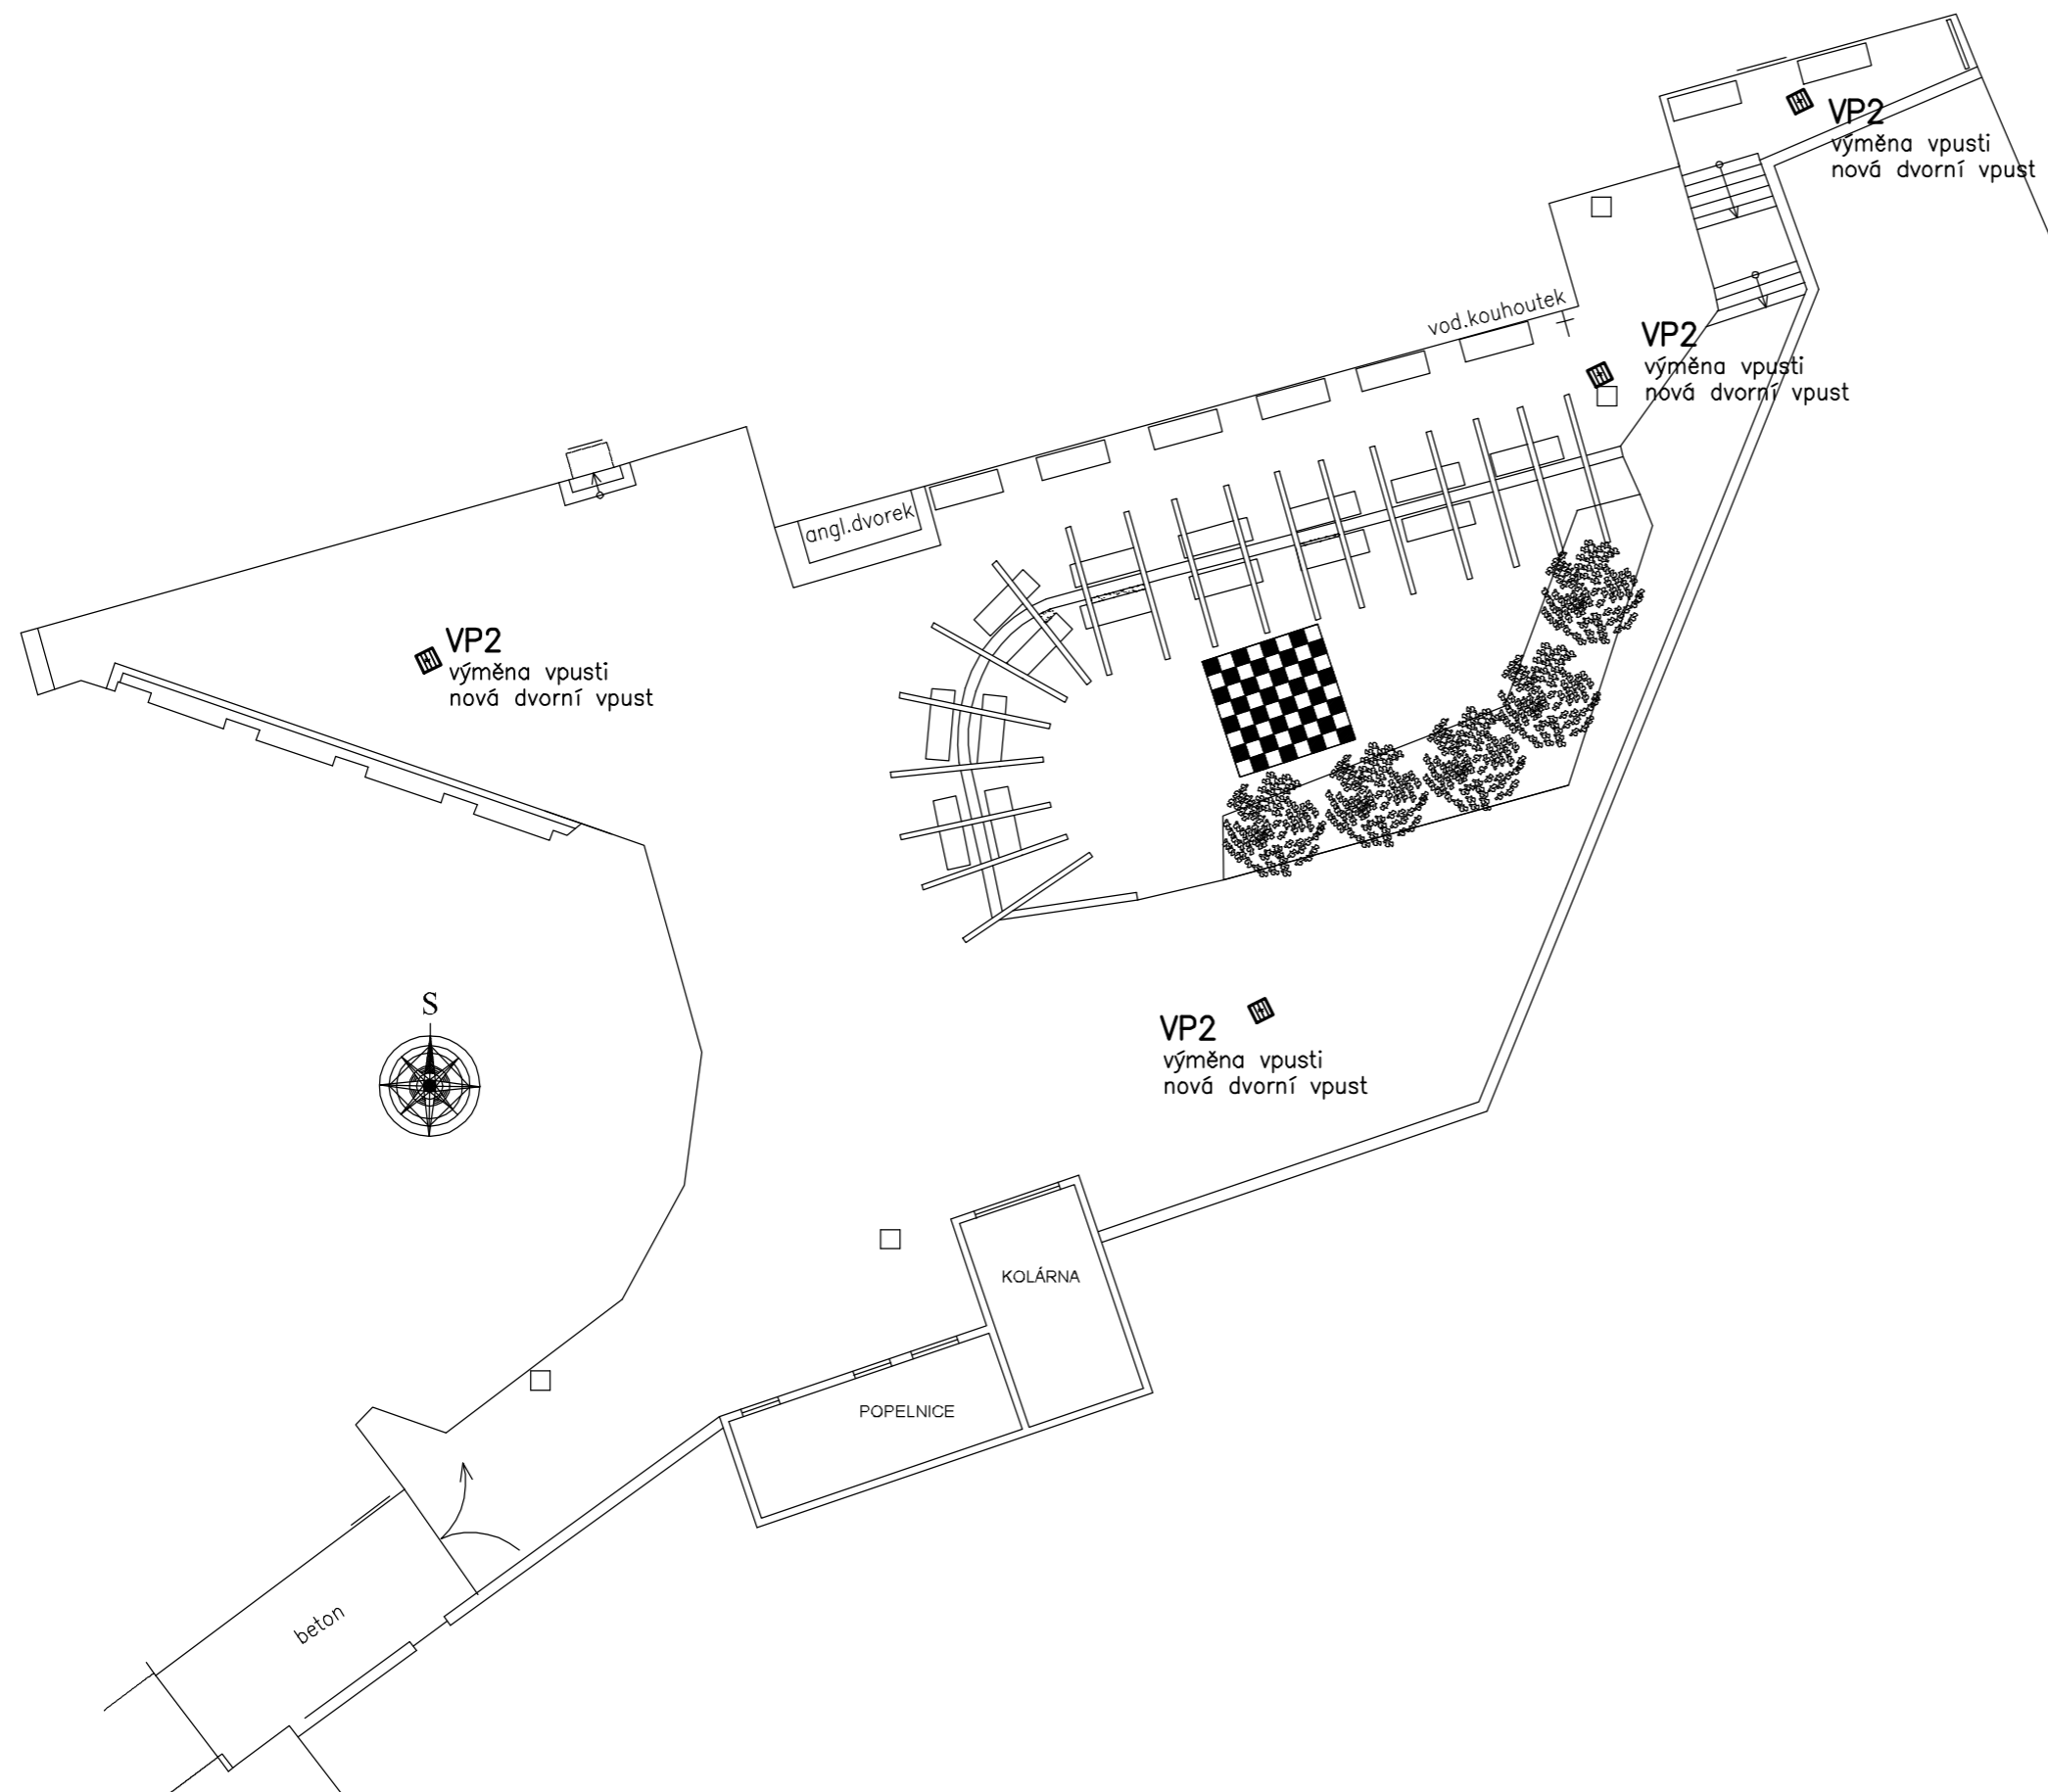 VP2
výměna vpusti
nová dvorní vpust
vod.kouhoutek
VP2
výměna vpusti
nová dvorní vpust
angl.dvorek
VP2
výměna vpusti
nová dvorní vpust
S
VP2
výměna vpusti
nová dvorní vpust
KOLÁRNA
POPELNICE
beton